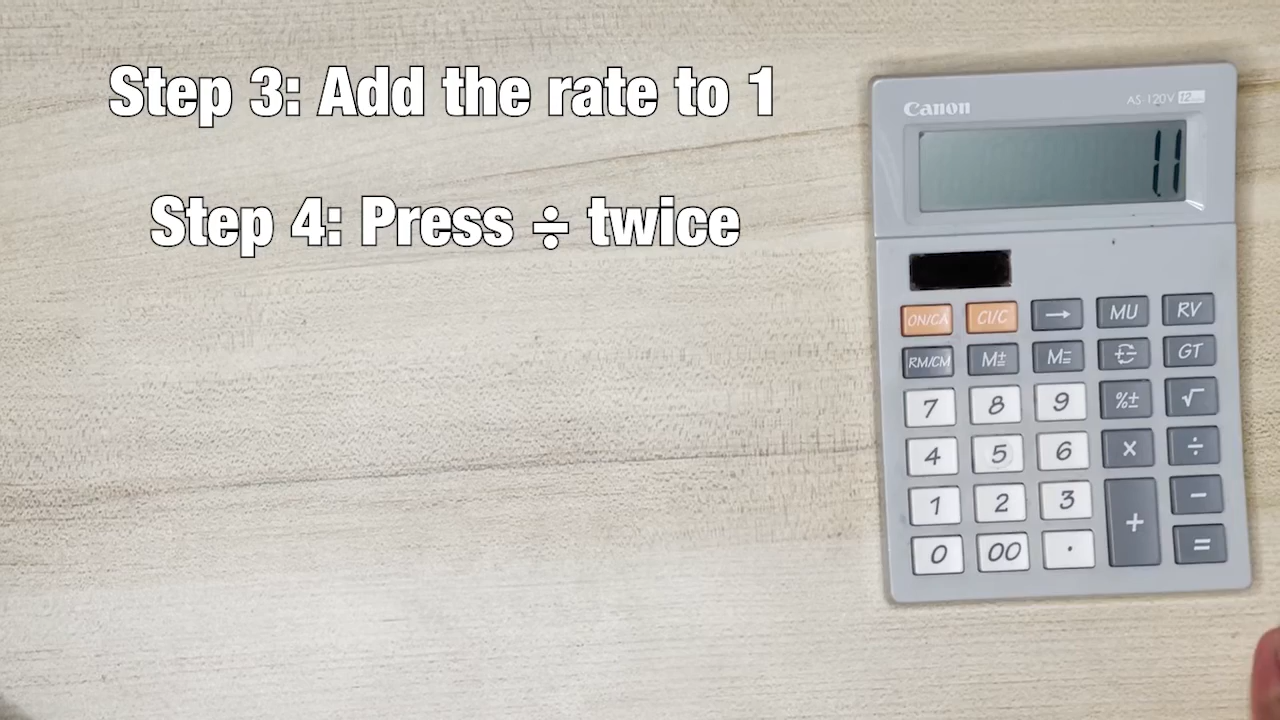 Step 3: Add the rate to 1
Step 4: Press ÷ twice
Canon
AS-120V 12
1.1
ON/CA CI/C → MU RV
RM/CM M± M= GT
7 8 9 %± √
4 5 6 × ÷
1 2 3 + −
0 00 . =